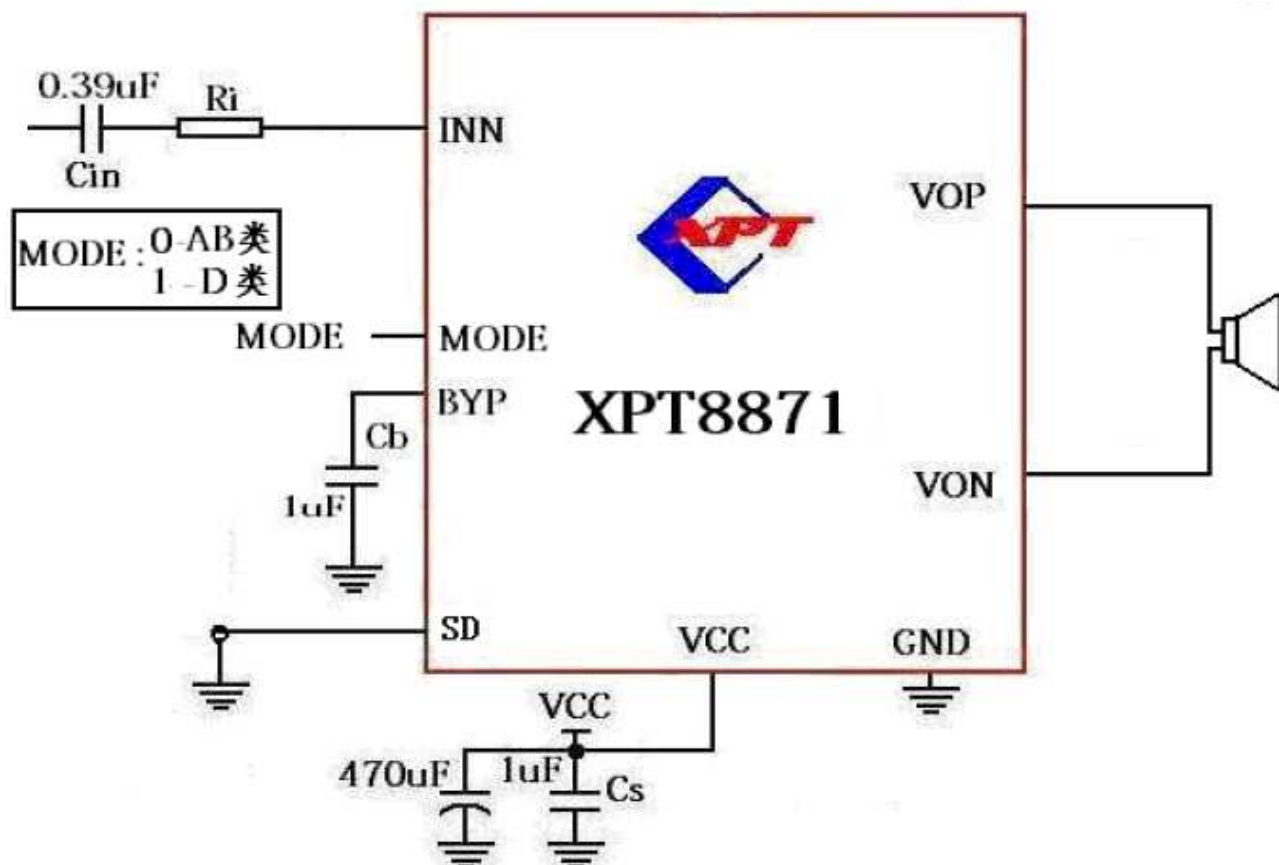 0.39uF
Ri
Cin
INN
MODE : 0-AB类
1 -D类
MODE
MODE
BYP
Cb
1uF
SD
XPT
XPT8871
VOP
VON
VCC
GND
VCC
470uF
1uF
Cs